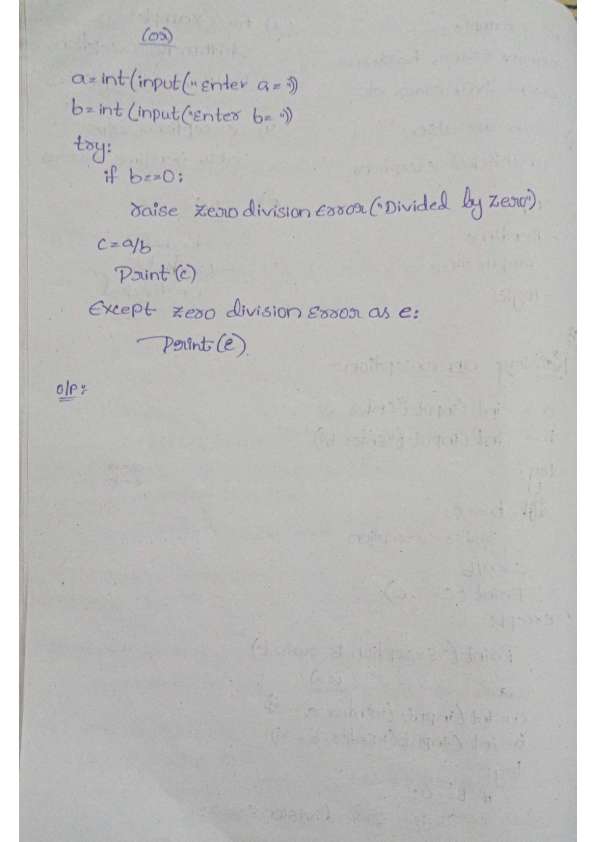 (or)
a=int(input("Enter a="))
b=int(input("Enter b="))
try:
if b==0:
raise zero division Error("Divided by zero")
c=a/b
Print(c)
Except zero division Error as e:
Print(e).
o/p: